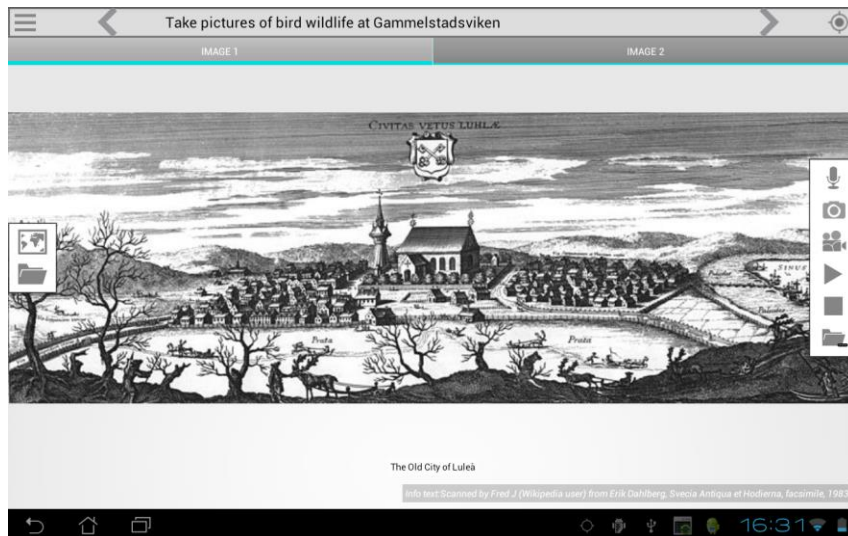 Take pictures of bird wildlife at Gammelstadsviken
IMAGE 1
IMAGE 2
CIVITAS VETUS LUHLÆ
SINUS
Prata
Prata
The Old City of Luleå
Info text:Scanned by Fred J (Wikipedia user) from Erik Dahlberg, Svecia Antiqua et Hodierna, facsimile, 1983
16:31